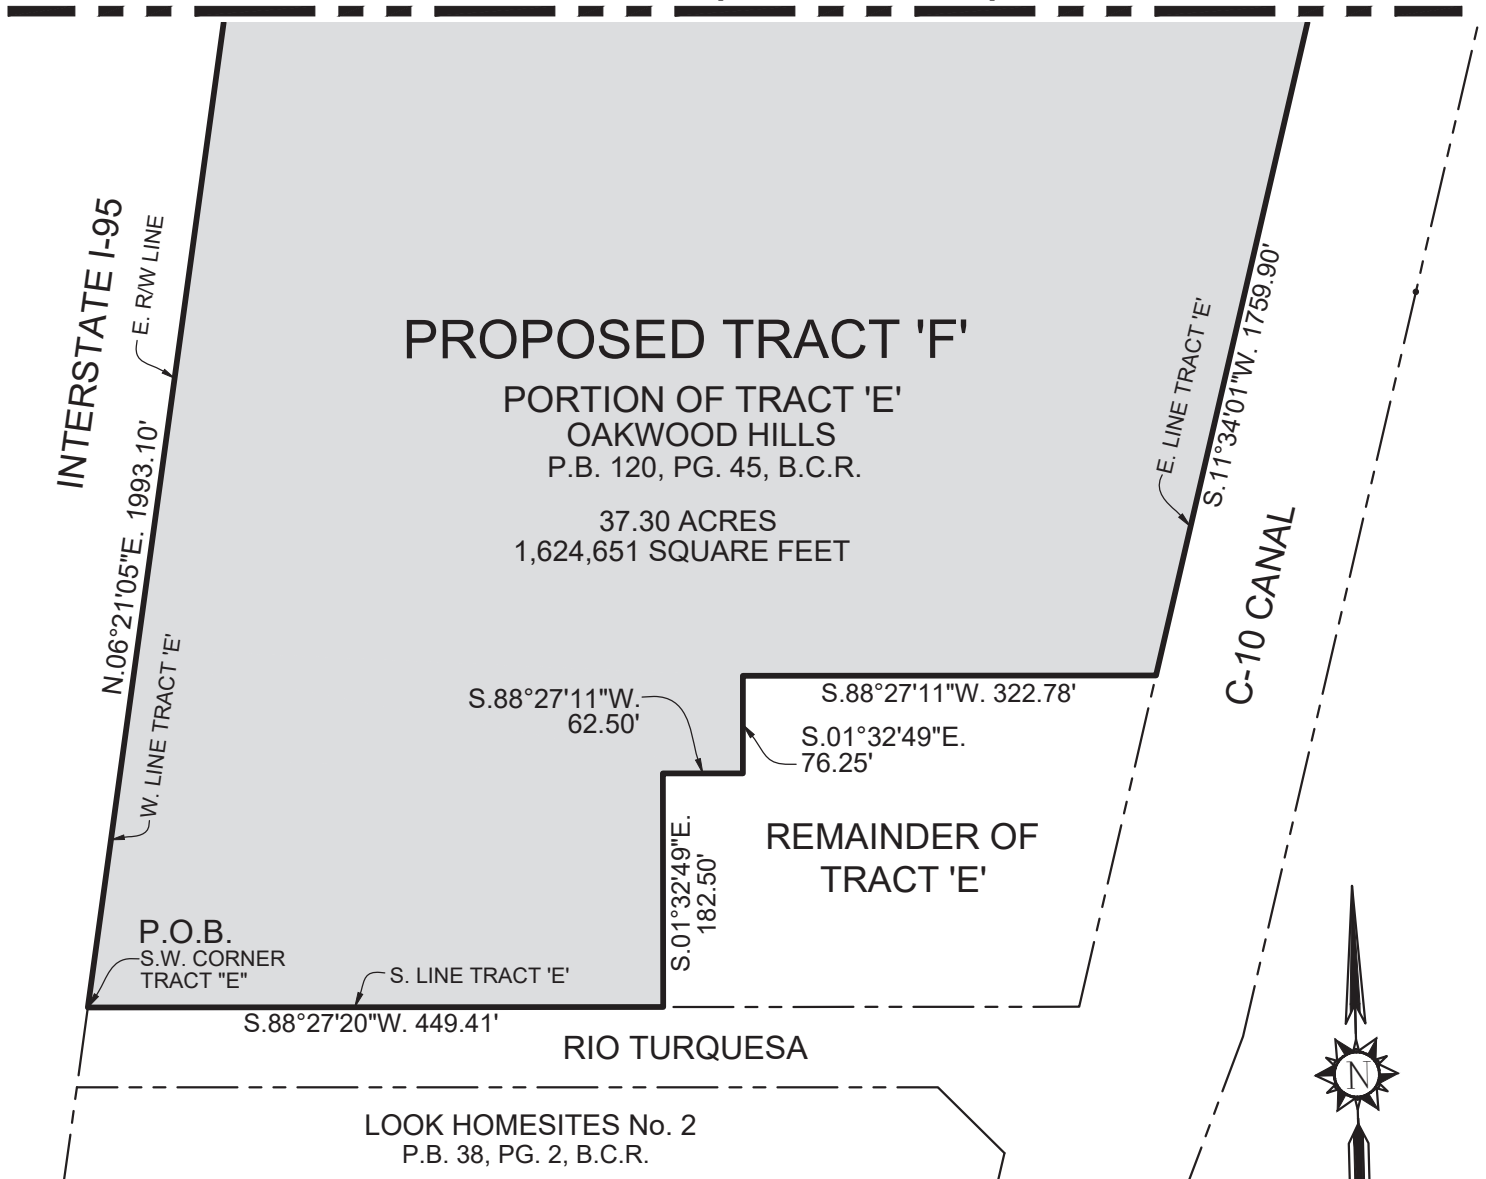 INTERSTATE I-95
E. R/W LINE
N.06°21'05"E. 1993.10'
W. LINE TRACT 'E'
PROPOSED TRACT 'F'
PORTION OF TRACT 'E'
OAKWOOD HILLS
P.B. 120, PG. 45, B.C.R.
37.30 ACRES
1,624,651 SQUARE FEET
E. LINE TRACT 'E'
S.11°34'01"W. 1759.90'
C-10 CANAL
S.88°27'11"W.
62.50'
S.88°27'11"W. 322.78'
S.01°32'49"E.
76.25'
S.01°32'49"E.
182.50'
REMAINDER OF
TRACT 'E'
P.O.B.
S.W. CORNER
TRACT "E"
S. LINE TRACT 'E'
S.88°27'20"W. 449.41'
RIO TURQUESA
LOOK HOMESITES No. 2
P.B. 38, PG. 2, B.C.R.
N